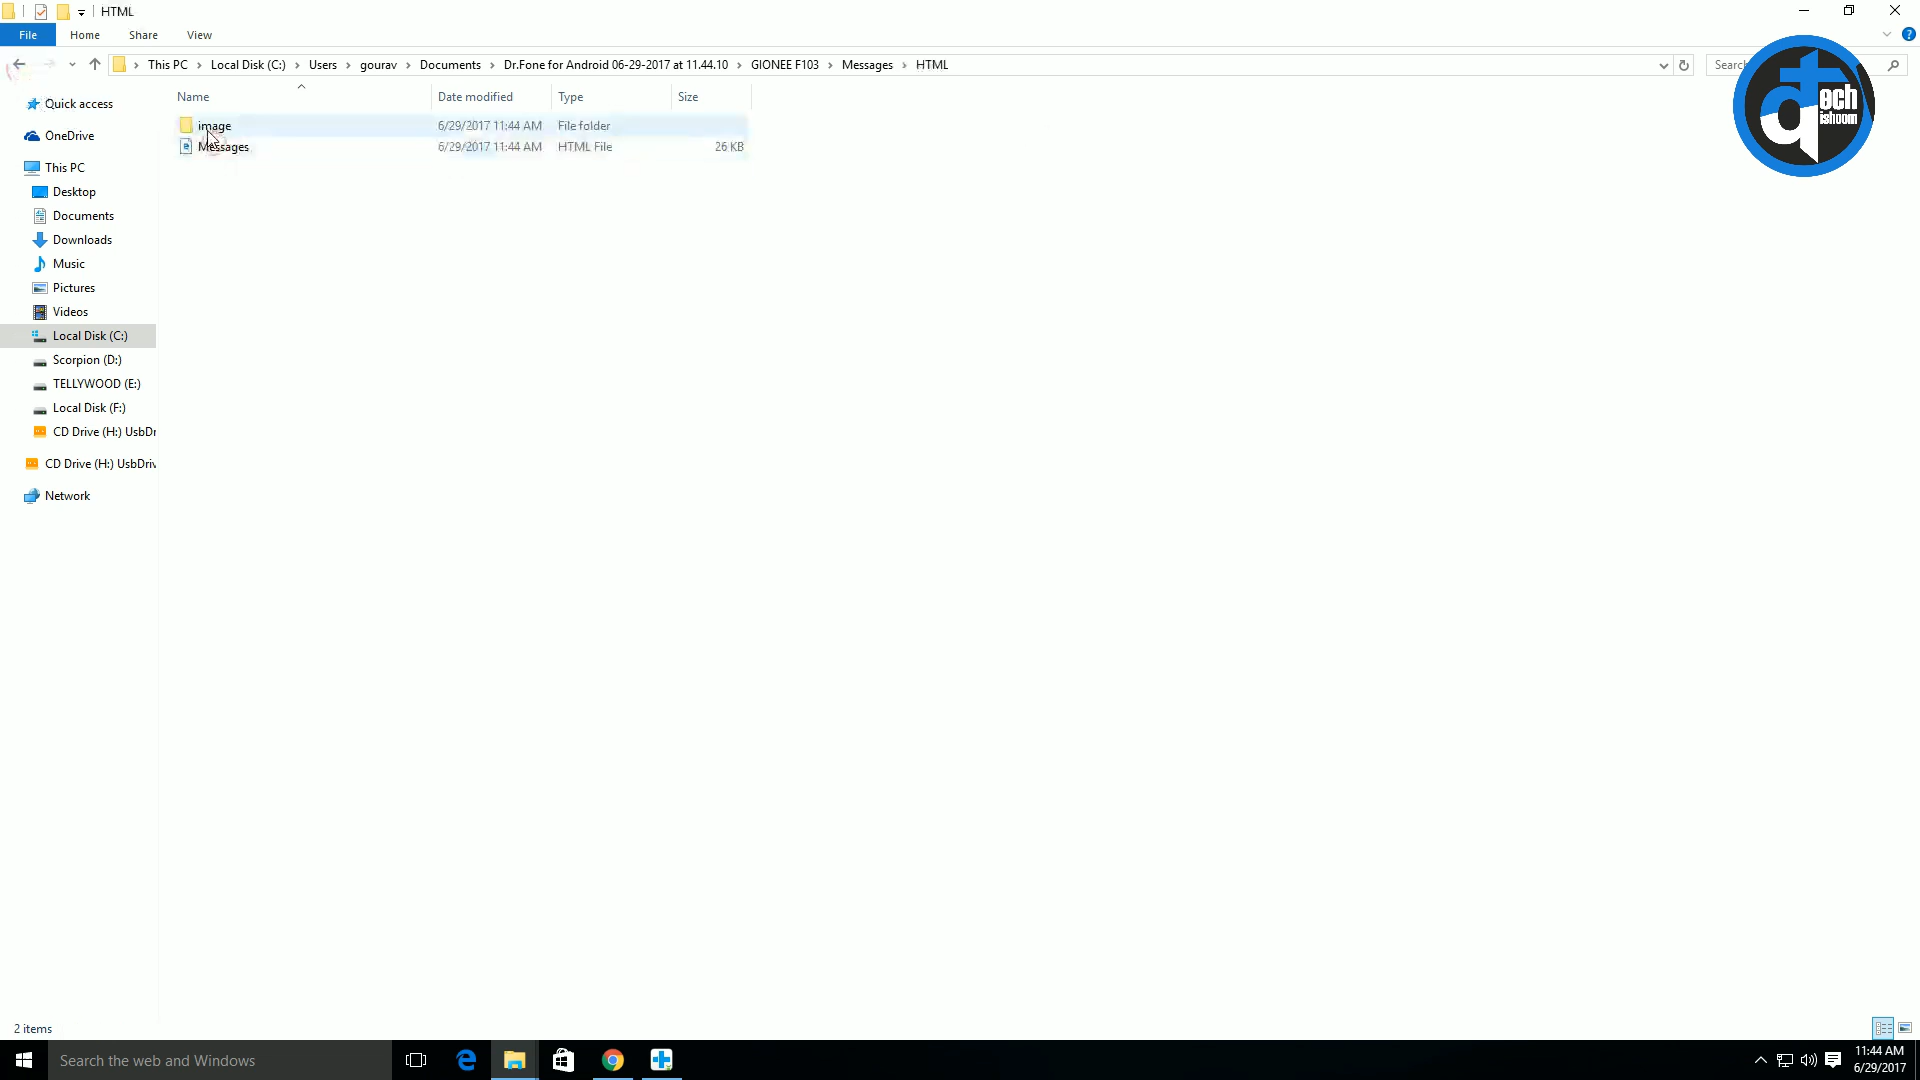 HTML
File Home Share View
This PC Local Disk (C:) Users gourav Documents Dr.Fone for Android 06-29-2017 at 11.44.10 GIONEE F103 Messages HTML
Name Date modified Type Size
image 6/29/2017 11:44 AM File folder
Messages 6/29/2017 11:44 AM HTML File 26 KB
Quick access
OneDrive
This PC
Desktop
Documents
Downloads
Music
Pictures
Videos
Local Disk (C:)
Scorpion (D:)
TELLYWOOD (E:)
Local Disk (F:)
CD Drive (H:) UsbDr
CD Drive (H:) UsbDriv
Network
ech
ishoom
2 items
Search the web and Windows
11:44 AM
6/29/2017